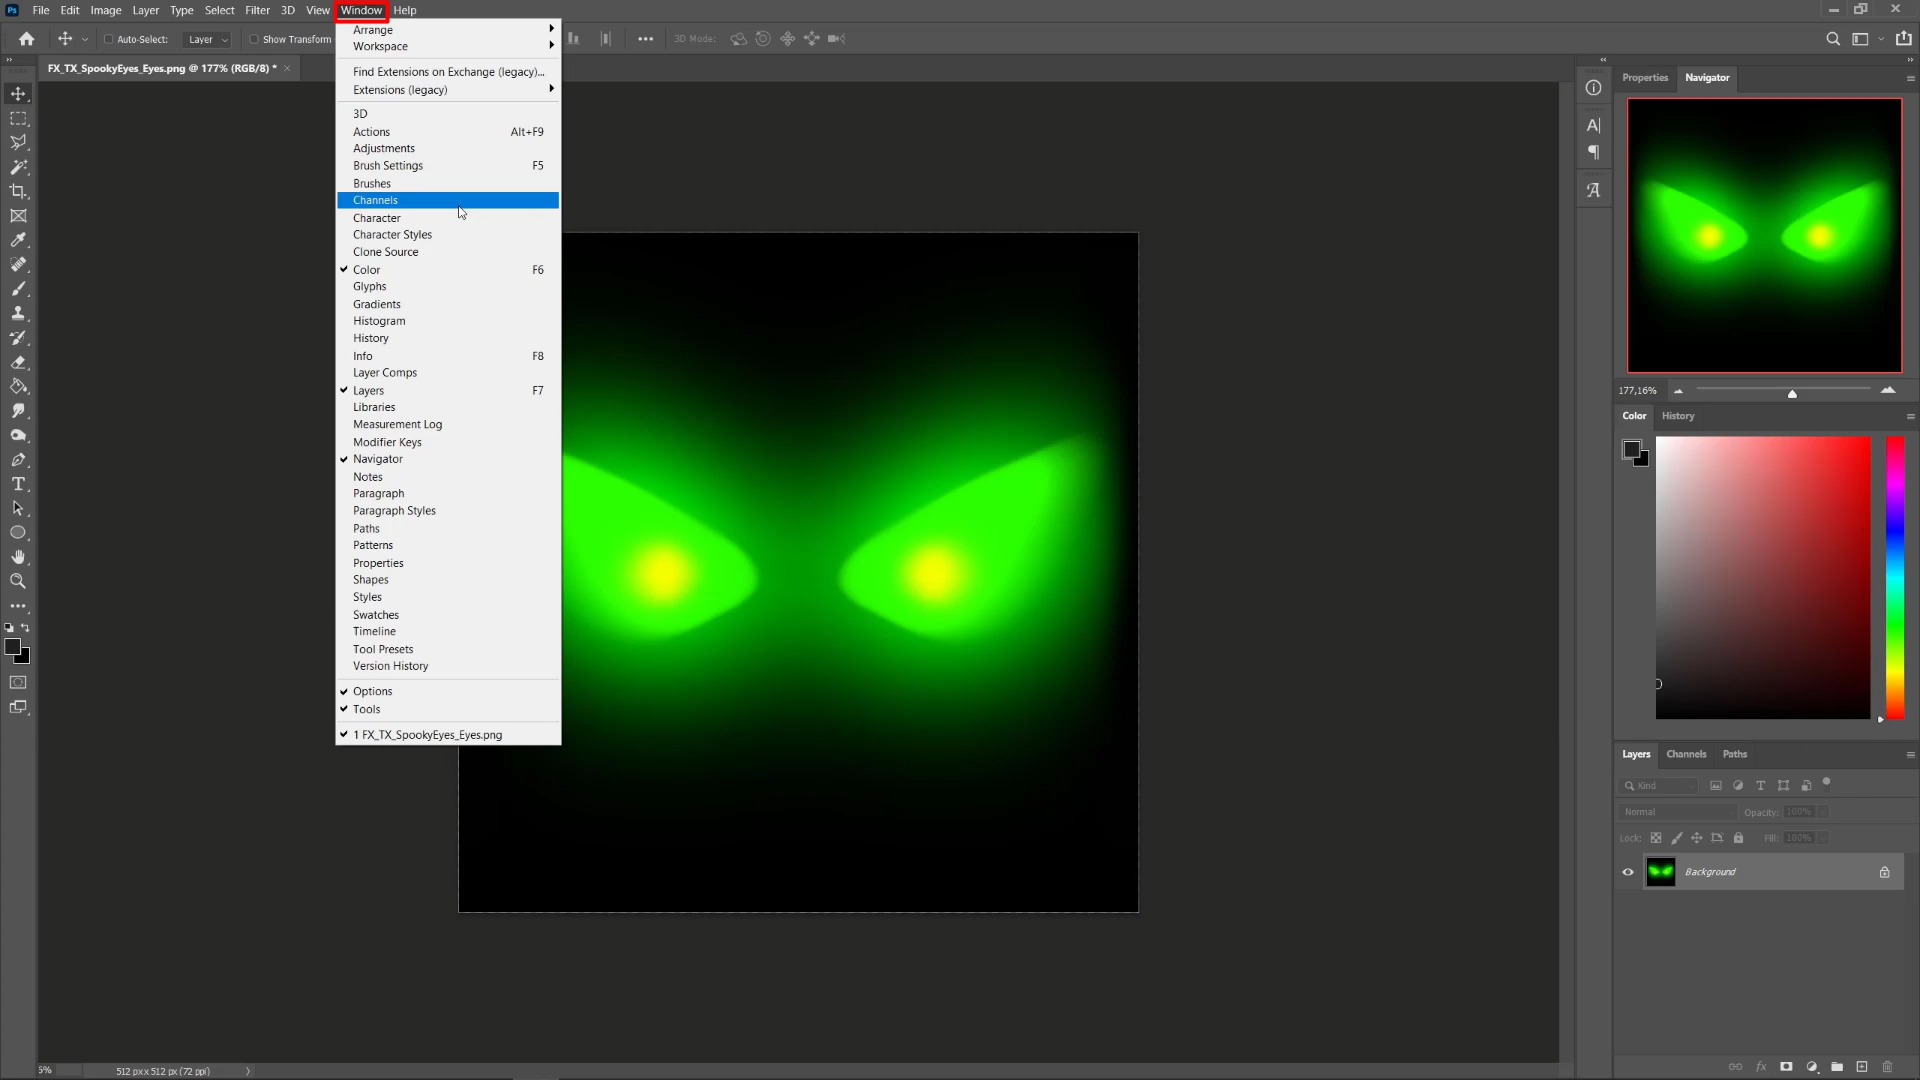 Ps File Edit Image Layer Type Select Filter 3D View Window Help
Auto-Select: Layer Show Transform 3D Mode:
FX_TX_SpookyEyes_Eyes.png @ 177% (RGB/8) *
Arrange
Workspace
Find Extensions on Exchange (legacy)...
Extensions (legacy)
3D
Actions Alt+F9
Adjustments
Brush Settings F5
Brushes
Channels
Character
Character Styles
Clone Source
Color F6
Glyphs
Gradients
Histogram
History
Info F8
Layer Comps
Layers F7
Libraries
Measurement Log
Modifier Keys
Navigator
Notes
Paragraph
Paragraph Styles
Paths
Patterns
Properties
Shapes
Styles
Swatches
Timeline
Tool Presets
Version History
Options
Tools
1 FX_TX_SpookyEyes_Eyes.png
Properties Navigator
177,16%
Color History
Layers Channels Paths
Kind
Normal Opacity: 100%
Lock: Fill: 100%
Background
512 px x 512 px (72 ppi)